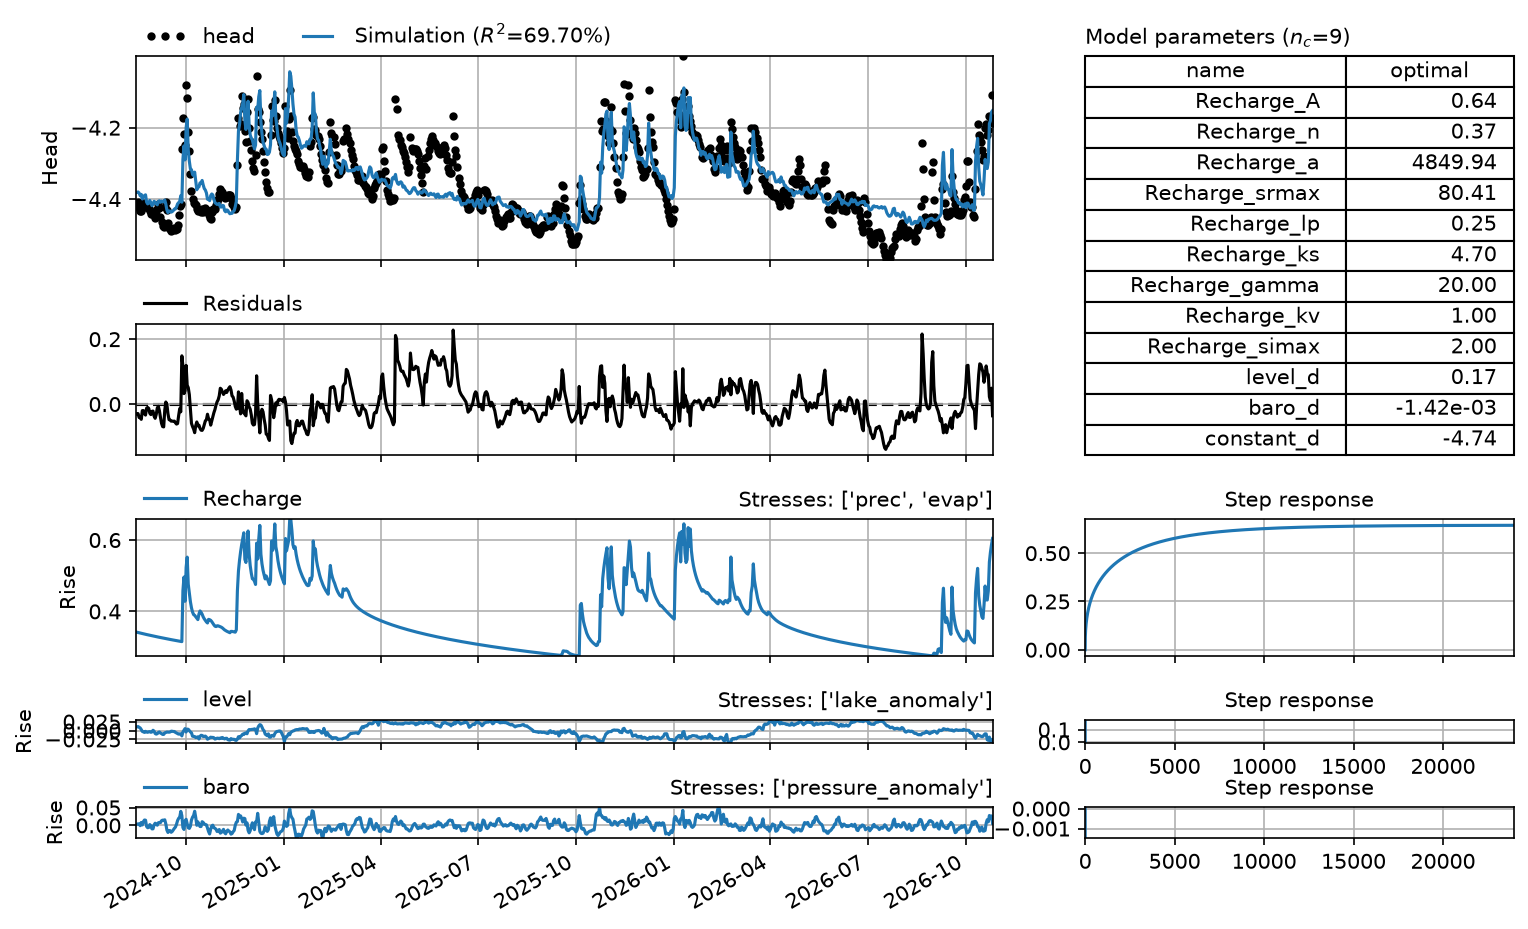 head Simulation (R²=69.70%)
Head
−4.2
−4.4
Residuals
0.2
0.0
Recharge Stresses: ['prec', 'evap']
Rise
0.6
0.4
level Stresses: ['lake_anomaly']
Rise
0.025
0.000
−0.025
baro Stresses: ['pressure_anomaly']
Rise
0.05
0.00
2024-10 2025-01 2025-04 2025-07 2025-10 2026-01 2026-04 2026-07 2026-10
Model parameters (n_c=9)
name optimal
Recharge_A 0.64
Recharge_n 0.37
Recharge_a 4849.94
Recharge_srmax 80.41
Recharge_lp 0.25
Recharge_ks 4.70
Recharge_gamma 20.00
Recharge_kv 1.00
Recharge_simax 2.00
level_d 0.17
baro_d -1.42e-03
constant_d -4.74
Step response
0.50
0.25
0.00
Step response
0.1
0.0
0 5000 10000 15000 20000
Step response
0.000
−0.001
0 5000 10000 15000 20000